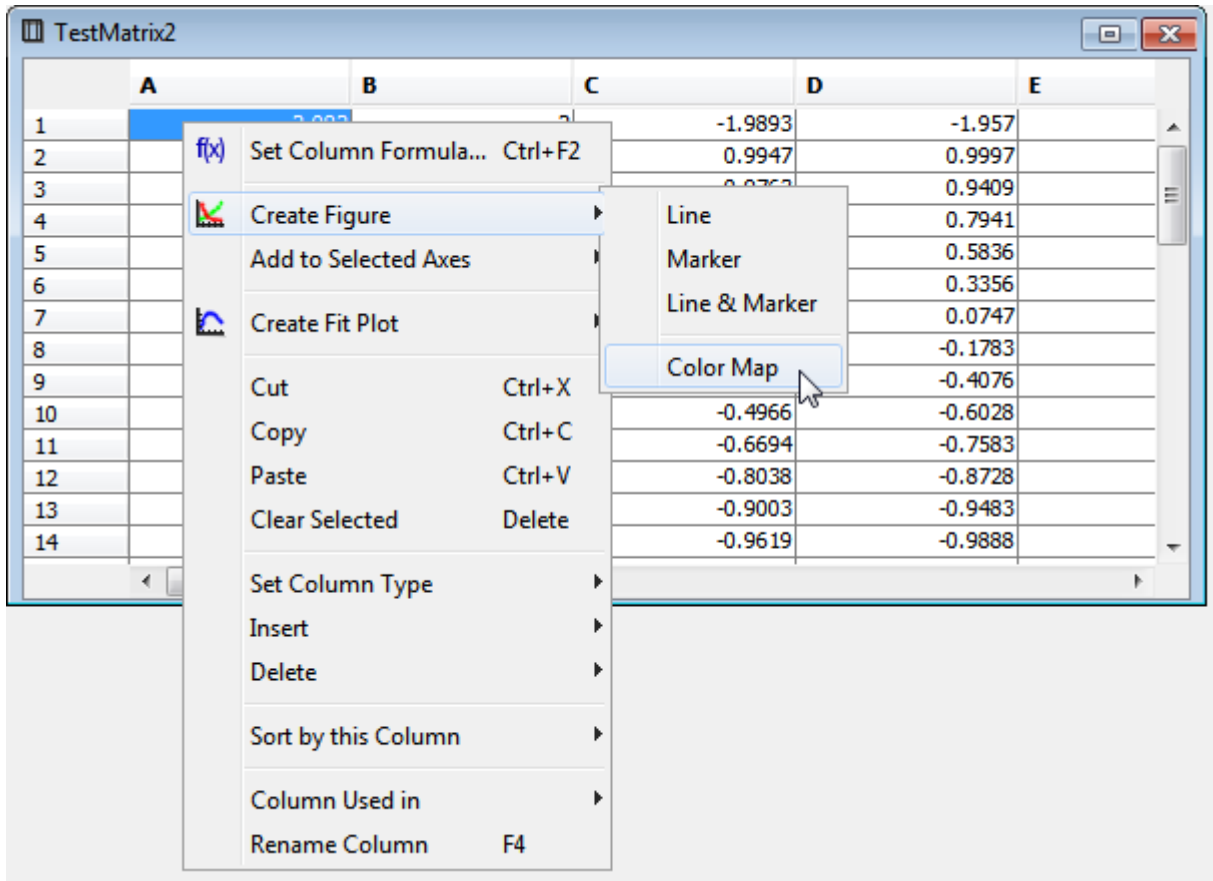 TestMatrix2
A B C D E
1 -1.9893 -1.957
2 0.9947 0.9997
3 0.9409
4 0.7941
5 0.5836
6 0.3356
7 0.0747
8 -0.1783
9 -0.4076
10 -0.4966 -0.6028
11 -0.6694 -0.7583
12 -0.8038 -0.8728
13 -0.9003 -0.9483
14 -0.9619 -0.9888
f(x) Set Column Formula... Ctrl+F2
Create Figure
Add to Selected Axes
Create Fit Plot
Cut Ctrl+X
Copy Ctrl+C
Paste Ctrl+V
Clear Selected Delete
Set Column Type
Insert
Delete
Sort by this Column
Column Used in
Rename Column F4
Line
Marker
Line & Marker
Color Map